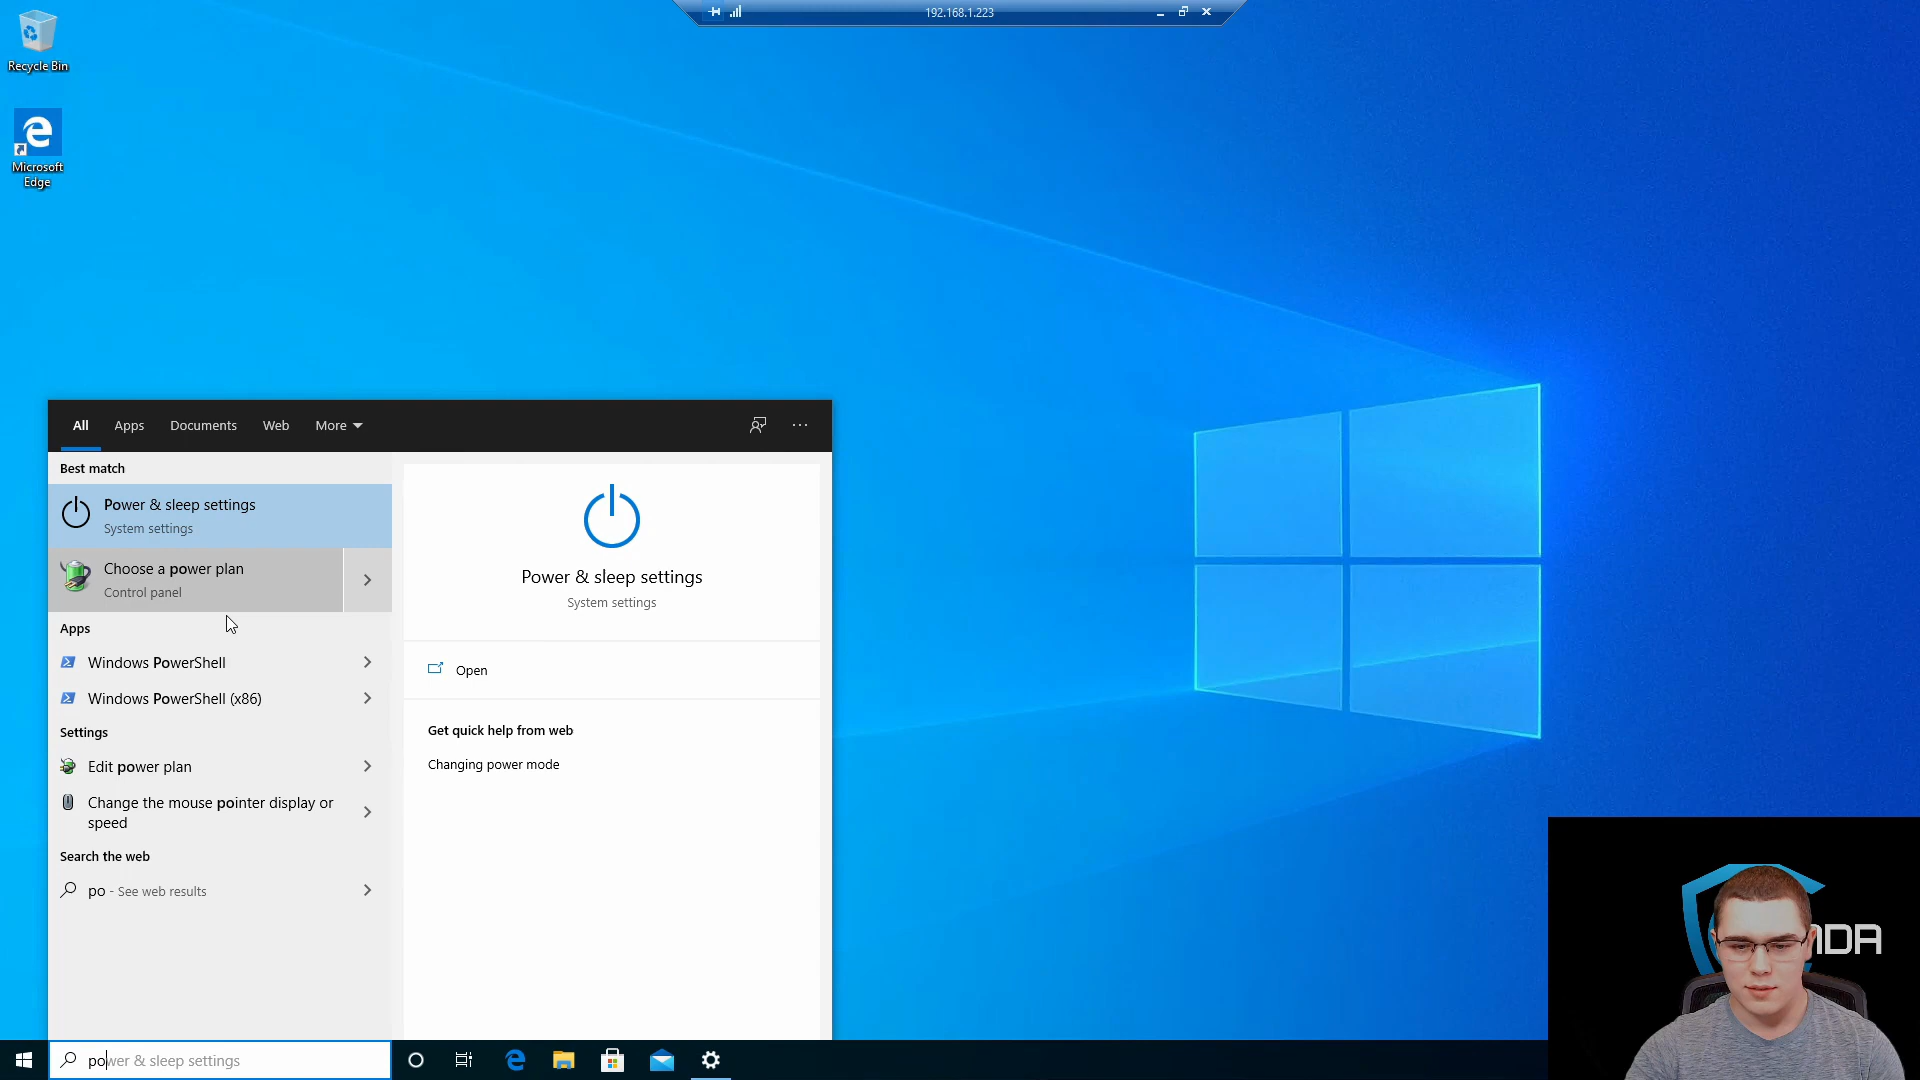 192.168.1.223
Recycle Bin
Microsoft
Edge
All
Apps
Documents
Web
More
Best match
Power & sleep settings
System settings
Choose a power plan
Control panel
Apps
Windows PowerShell
Windows PowerShell (x86)
Settings
Edit power plan
Change the mouse pointer display or
speed
Search the web
po - See web results
Power & sleep settings
System settings
Open
Get quick help from web
Changing power mode
power & sleep settings